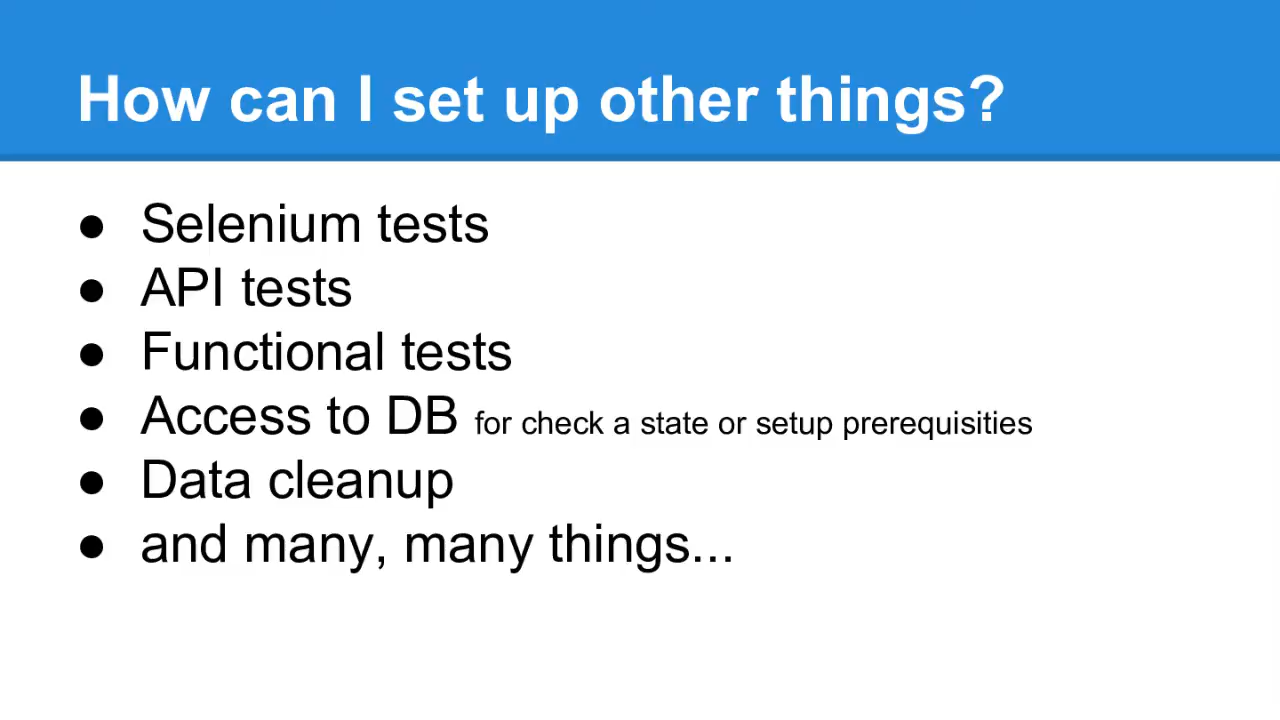 How can I set up other things?
● Selenium tests
● API tests
● Functional tests
● Access to DB for check a state or setup prerequisities
● Data cleanup
● and many, many things...